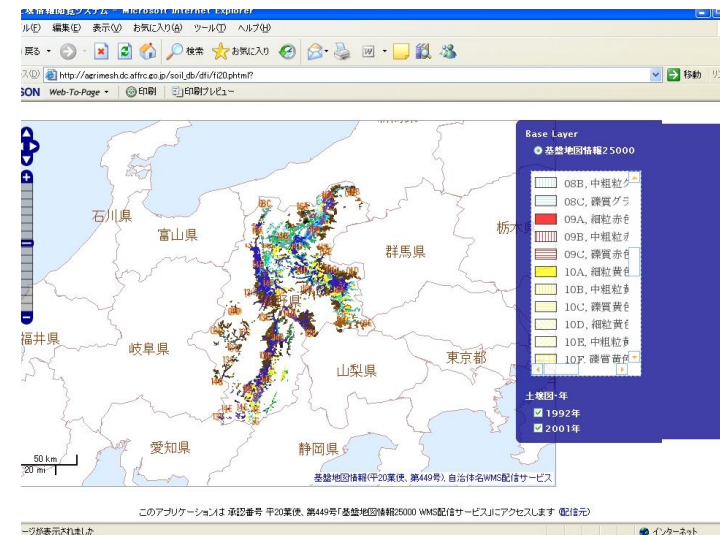 Microsoft Internet Explorer
編集(E) 表示(V) お気に入り(A) ツール(T) ヘルプ(H)
戻る 検索 お気に入り
http://agrimesh.dc.affrc.go.jp/soil_db/dfi/fi20.phtml? 移動
SON Web-To-Page 印刷 印刷プレビュー
Base Layer
基盤地図情報25000
08B, 中粗粒グ
08C, 礫質グラ
09A, 細粒赤色
09B, 中粗粒赤
09C, 礫質赤色
10A, 細粒黄色
10B, 中粗粒黄
10C, 礫質黄色
10D, 細粒黄色
10E, 中粗粒黄
10F, 礫質黄色
土壌図・年
1992年
2001年
石川県
富山県
栃木
群馬県
野県
福井県
岐阜県
東京都
山梨県
愛知県
静岡県
50 km
20 mi
基盤地図情報(平20業使、第449号), 自治体名WMS配信サービス
このアプリケーションは 承認番号 平20業使、第449号「基盤地図情報25000 WMS配信サービス」にアクセスします (配信元)
ージが表示されました インターネット